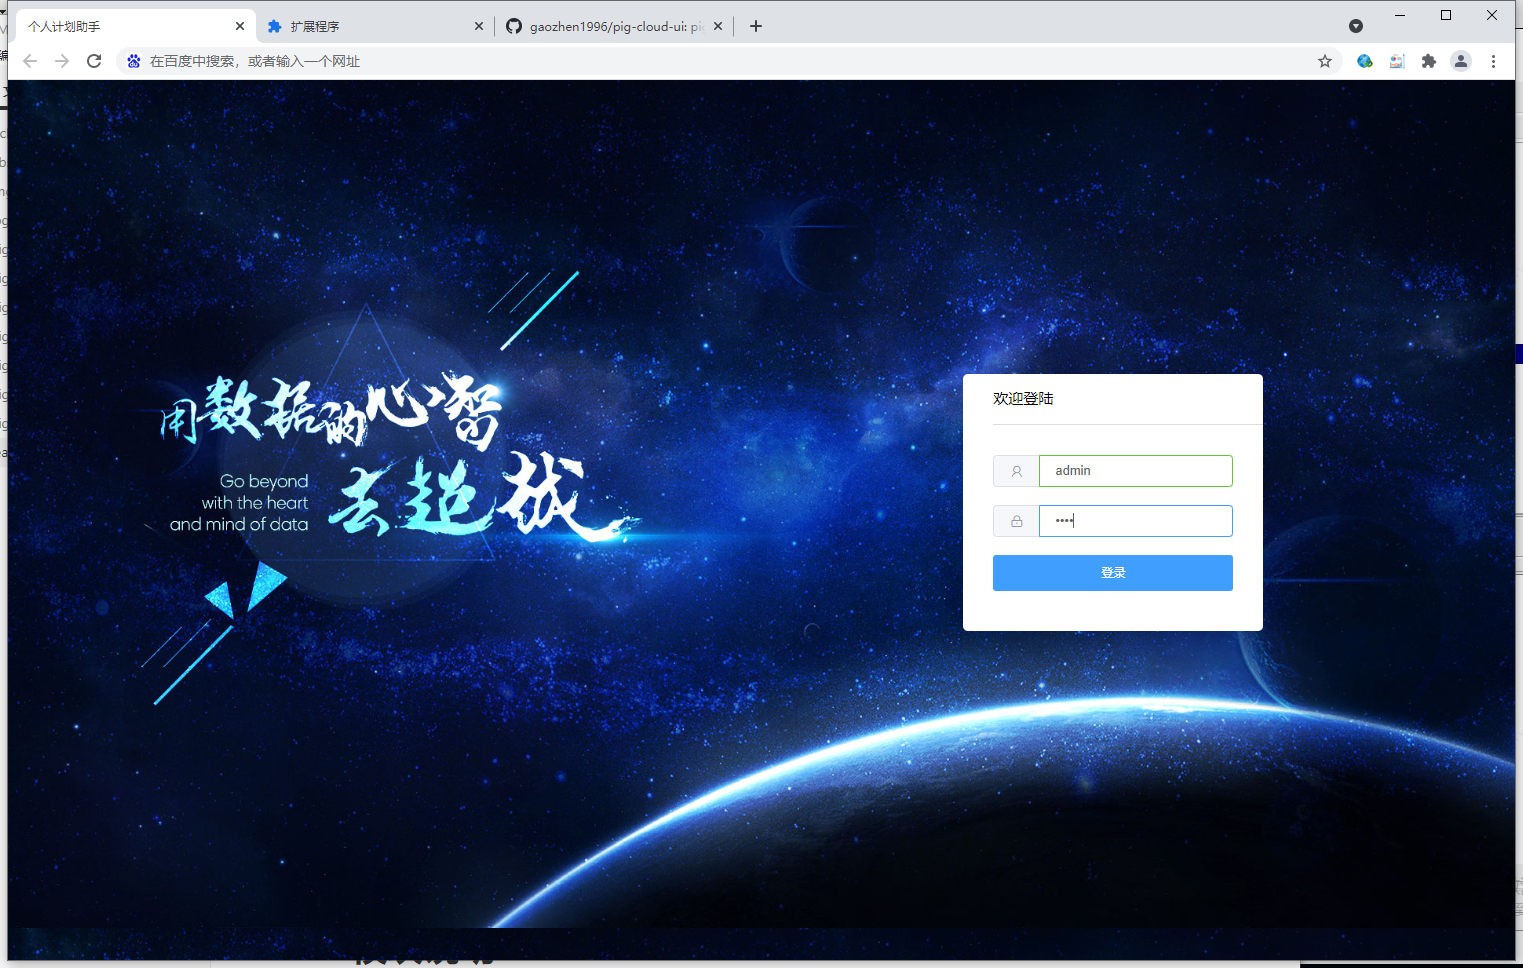 个人计划助手
扩展程序
gaozhen1996/pig-cloud-ui: pi
在百度中搜索，或者输入一个网址
用数据的心智
去超越
Go beyond
with the heart
and mind of data
欢迎登陆
admin
••••
登录